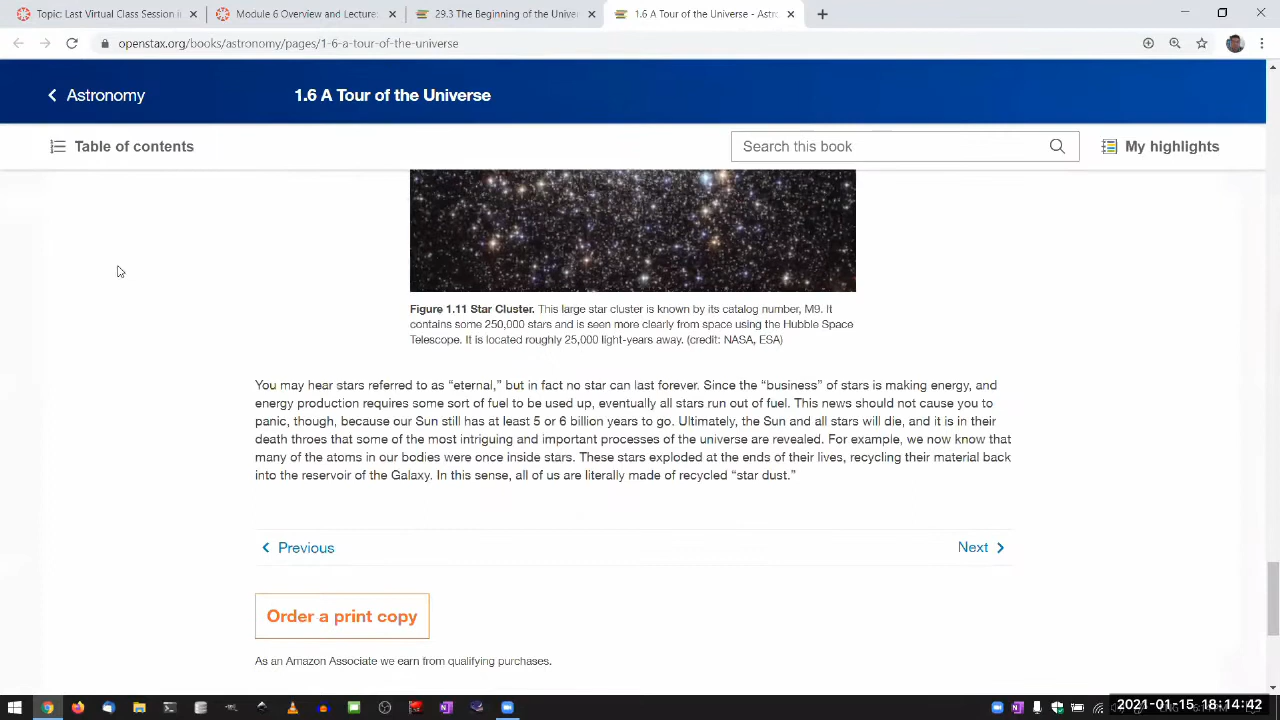 Topic: Last Virtual Class Session i
Module 6 Overview and Lecture
29.3 The Beginning of the Univer
1.6 A Tour of the Universe - Astro
openstax.org/books/astronomy/pages/1-6-a-tour-of-the-universe
Astronomy
1.6 A Tour of the Universe
Table of contents
Search this book
My highlights
Figure 1.11 Star Cluster. This large star cluster is known by its catalog number, M9. It
contains some 250,000 stars and is seen more clearly from space using the Hubble Space
Telescope. It is located roughly 25,000 light-years away. (credit: NASA, ESA)
You may hear stars referred to as “eternal,” but in fact no star can last forever. Since the “business” of stars is making energy, and
energy production requires some sort of fuel to be used up, eventually all stars run out of fuel. This news should not cause you to
panic, though, because our Sun still has at least 5 or 6 billion years to go. Ultimately, the Sun and all stars will die, and it is in their
death throes that some of the most intriguing and important processes of the universe are revealed. For example, we now know that
many of the atoms in our bodies were once inside stars. These stars exploded at the ends of their lives, recycling their material back
into the reservoir of the Galaxy. In this sense, all of us are literally made of recycled “star dust.”
Previous
Next
Order a print copy
As an Amazon Associate we earn from qualifying purchases.
2021-01-15 18:14:42